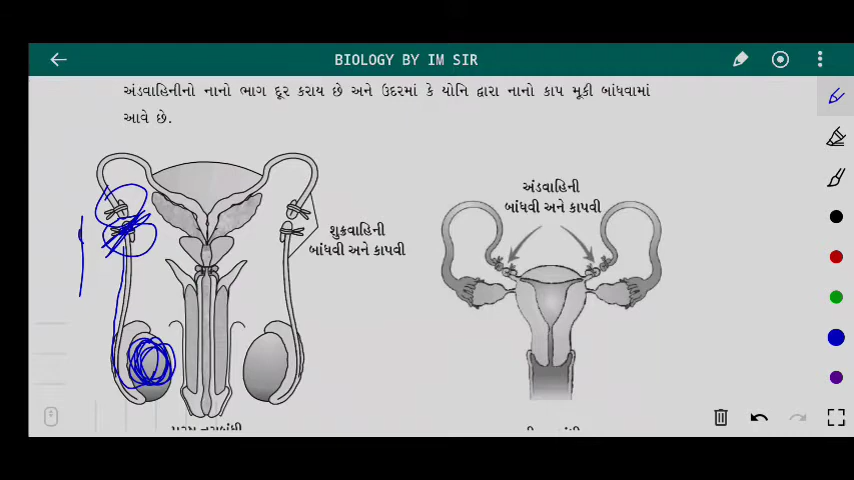 BIOLOGY BY IM SIR
અંડવાહિનીનો નાનો ભાગ દૂર કરાય છે અને ઉદરમાં કે યોનિ દ્વારા નાનો કાપ મૂકી બાંધવામાં
આવે છે.
અંડવાહિની
બાંધવી અને કાપવી
શુક્રવાહિની
બાંધવી અને કાપવી